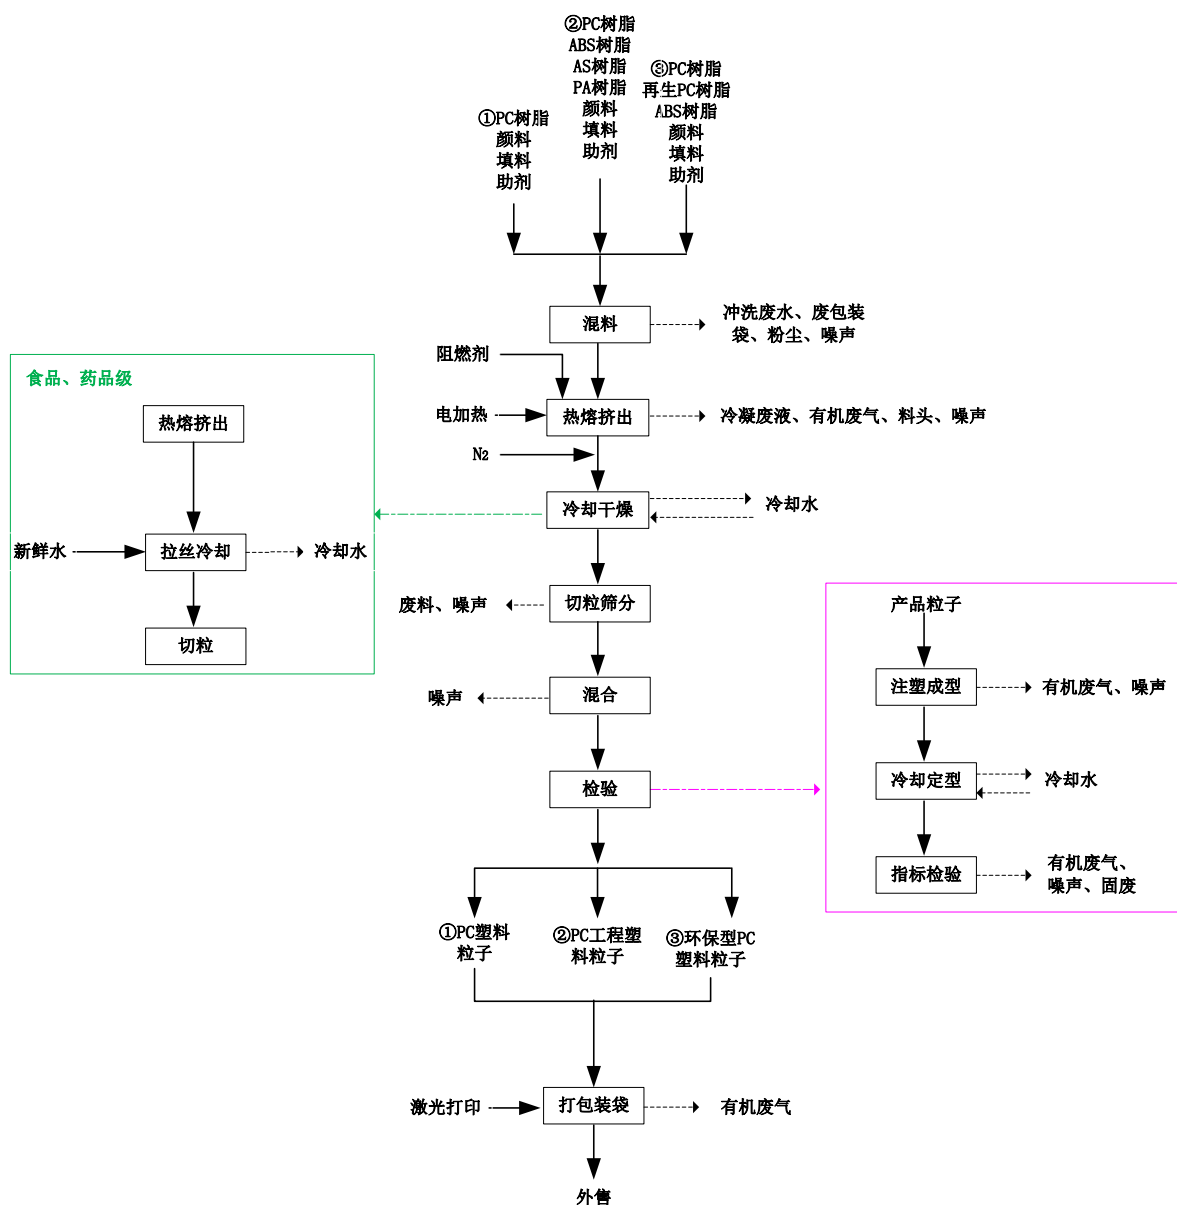 ②PC树脂
ABS树脂
AS树脂
PA树脂
颜料
填料
助剂
③PC树脂
再生PC树脂
ABS树脂
颜料
填料
助剂
①PC树脂
颜料
填料
助剂
混料
冲洗废水、废包装
袋、粉尘、噪声
阻燃剂
电加热
热熔挤出
冷凝废液、有机废气、料头、噪声
N2
冷却干燥
冷却水
食品、药品级
热熔挤出
新鲜水
拉丝冷却
冷却水
切粒
废料、噪声
切粒筛分
噪声
混合
检验
产品粒子
注塑成型
有机废气、噪声
冷却定型
冷却水
指标检验
有机废气、
噪声、固废
①PC塑料
粒子
②PC工程塑
料粒子
③环保型PC
塑料粒子
激光打印
打包装袋
有机废气
外售